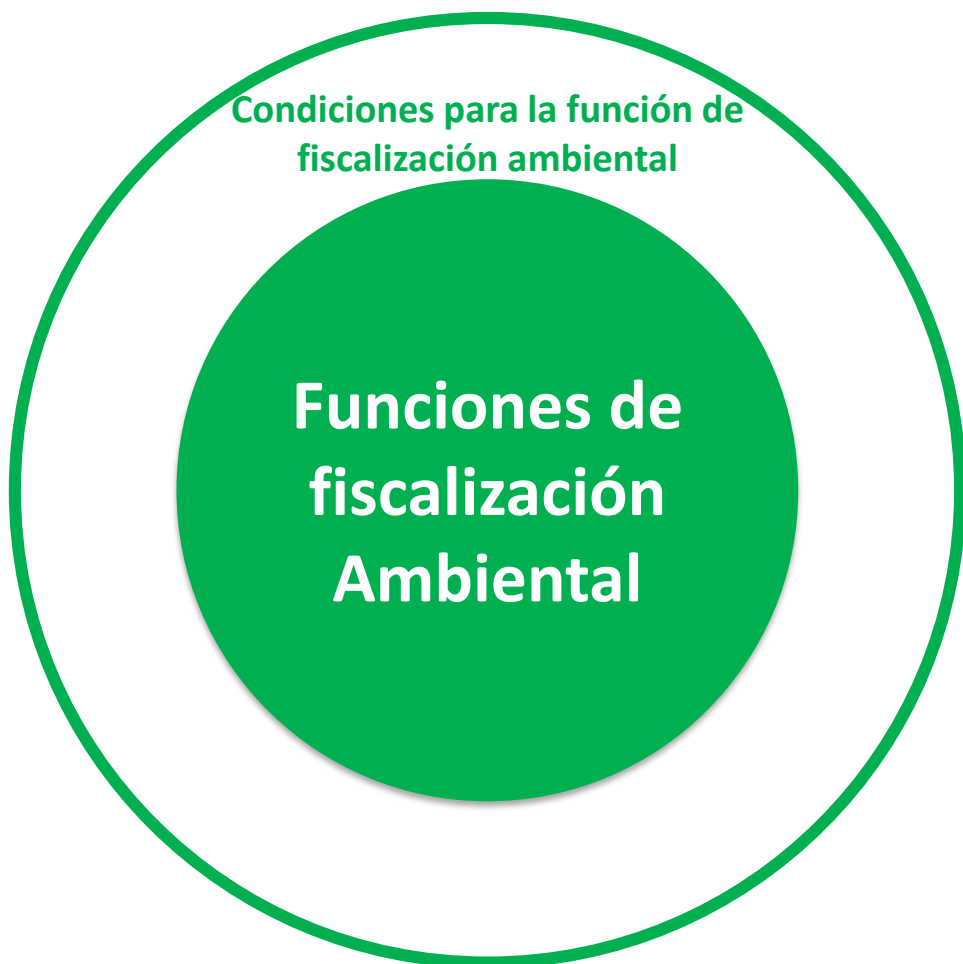 Condiciones para la función de
fiscalización ambiental
Funciones de
fiscalización
Ambiental